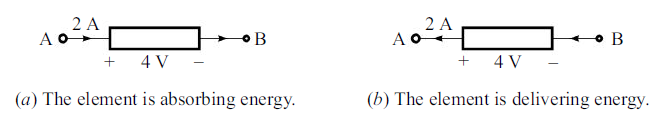 2 A
A B
+ 4 V −
(a) The element is absorbing energy.
2 A
A B
+ 4 V −
(b) The element is delivering energy.